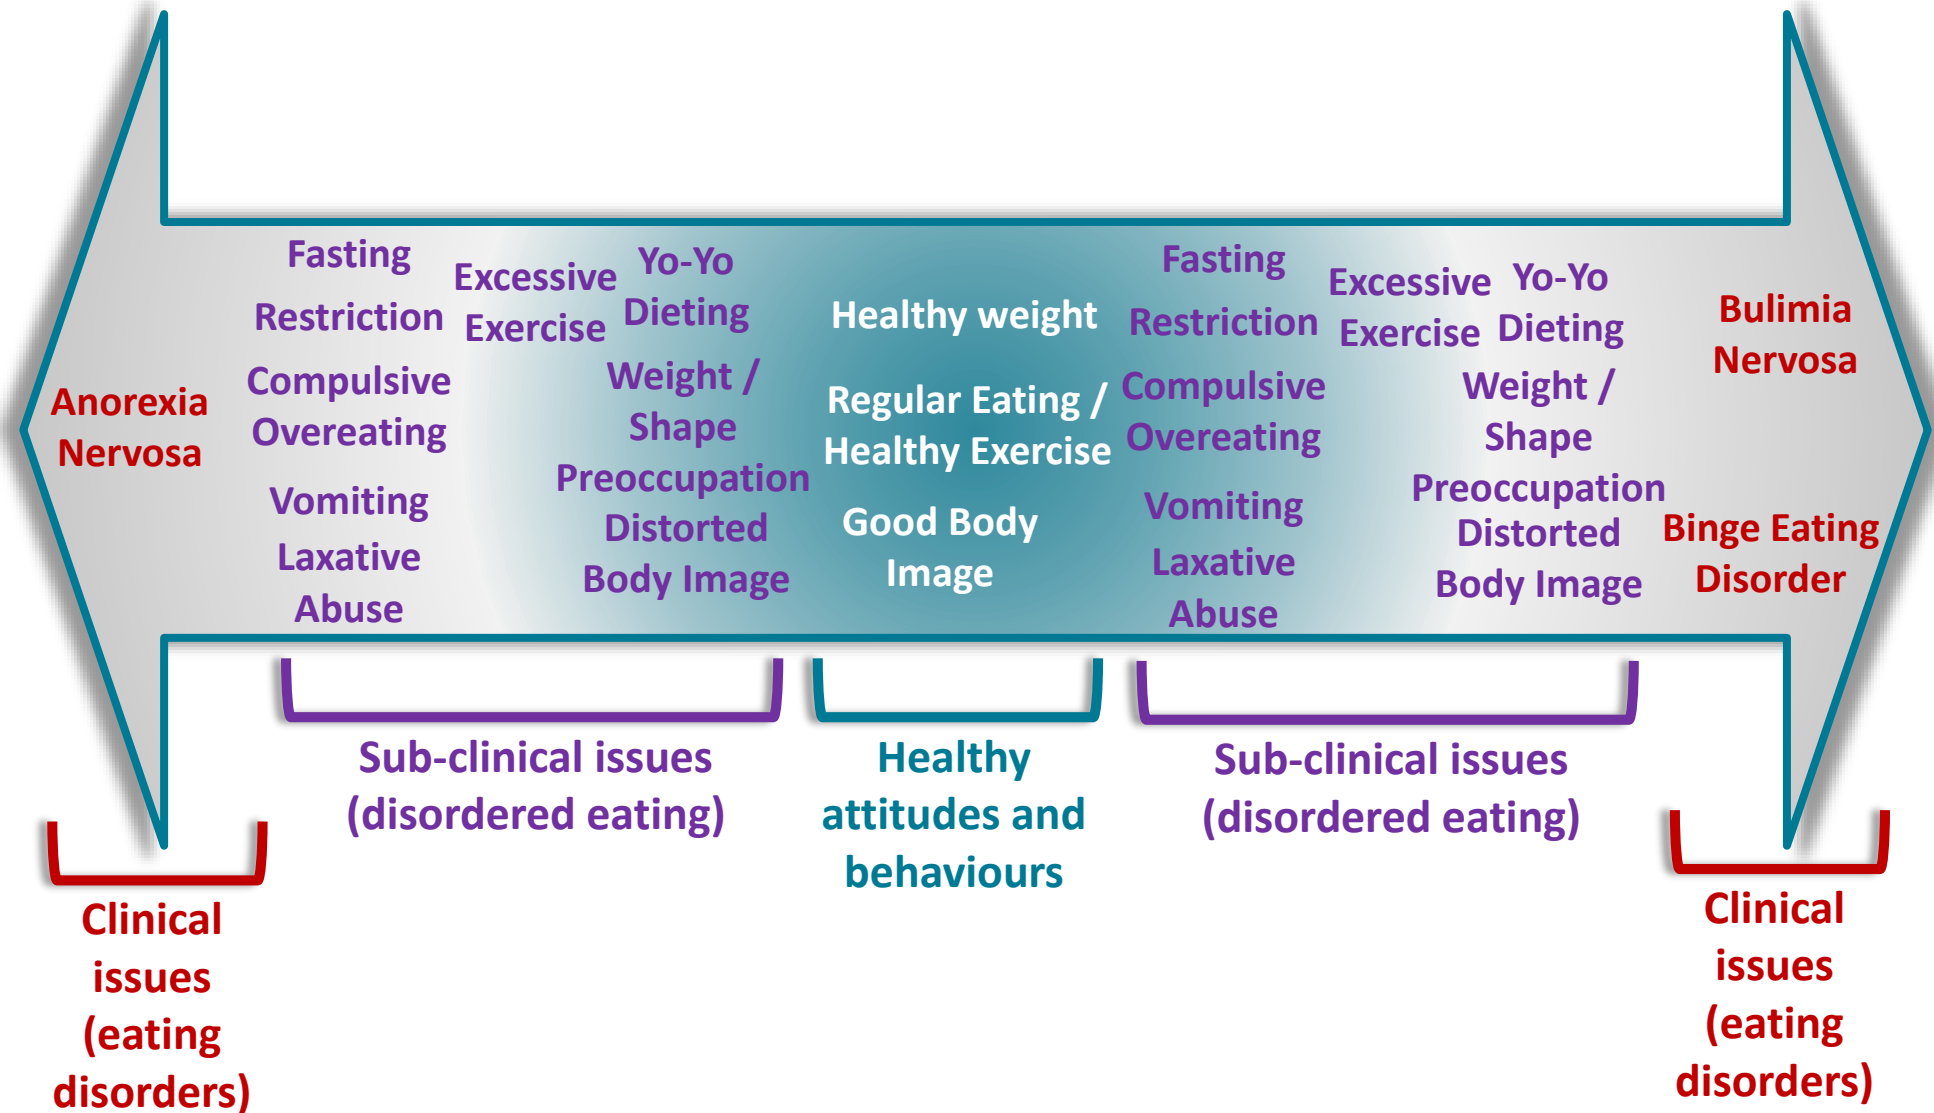 Anorexia
Nervosa
Fasting
Restriction
Compulsive
Overeating
Vomiting
Laxative
Abuse
Excessive
Exercise
Yo-Yo
Dieting
Weight /
Shape
Preoccupation
Distorted
Body Image
Healthy weight
Regular Eating /
Healthy Exercise
Good Body
Image
Fasting
Restriction
Compulsive
Overeating
Vomiting
Laxative
Abuse
Excessive
Exercise
Yo-Yo
Dieting
Weight /
Shape
Preoccupation
Distorted
Body Image
Bulimia
Nervosa
Binge Eating
Disorder
Clinical
issues
(eating
disorders)
Sub-clinical issues
(disordered eating)
Healthy
attitudes and
behaviours
Sub-clinical issues
(disordered eating)
Clinical
issues
(eating
disorders)